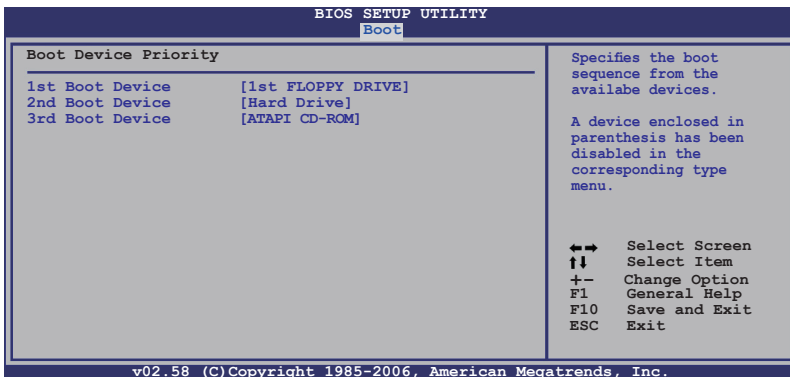 BIOS SETUP UTILITY
Boot
Boot Device Priority
1st Boot Device [1st FLOPPY DRIVE]
2nd Boot Device [Hard Drive]
3rd Boot Device [ATAPI CD-ROM]
Specifies the boot
sequence from the
availabe devices.
A device enclosed in
parenthesis has been
disabled in the
corresponding type
menu.
←→ Select Screen
↑↓ Select Item
+- Change Option
F1 General Help
F10 Save and Exit
ESC Exit
v02.58 (C)Copyright 1985-2006, American Megatrends, Inc.